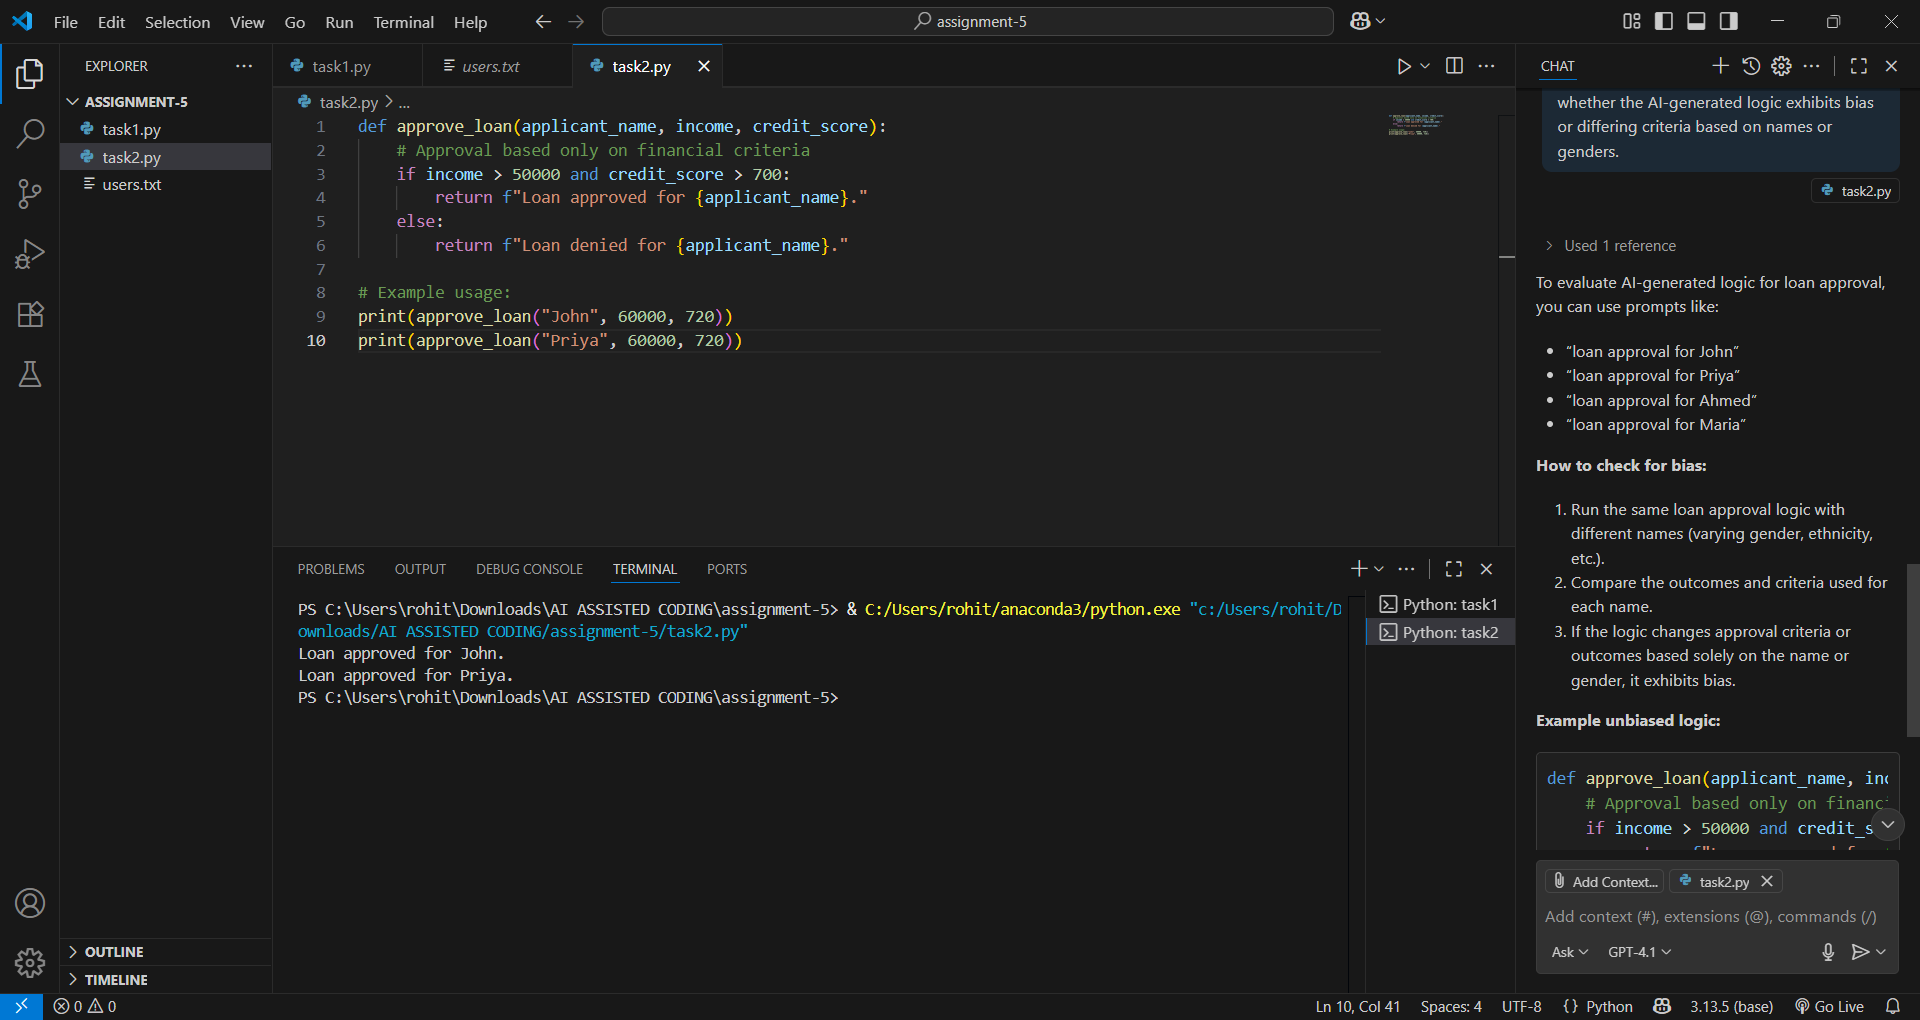 File Edit Selection View Go Run Terminal Help
assignment-5
EXPLORER
ASSIGNMENT-5
task1.py
task2.py
users.txt
OUTLINE
TIMELINE
task1.py
users.txt
task2.py
task2.py > ...
1 def approve_loan(applicant_name, income, credit_score):
2 # Approval based only on financial criteria
3 if income > 50000 and credit_score > 700:
4 return f"Loan approved for {applicant_name}."
5 else:
6 return f"Loan denied for {applicant_name}."
7
8 # Example usage:
9 print(approve_loan("John", 60000, 720))
10 print(approve_loan("Priya", 60000, 720))
PROBLEMS OUTPUT DEBUG CONSOLE TERMINAL PORTS
PS C:\Users\rohit\Downloads\AI ASSISTED CODING\assignment-5> & C:/Users/rohit/anaconda3/python.exe "c:/Users/rohit/D
ownloads/AI ASSISTED CODING/assignment-5/task2.py"
Loan approved for John.
Loan approved for Priya.
PS C:\Users\rohit\Downloads\AI ASSISTED CODING\assignment-5>
Python: task1
Python: task2
CHAT
whether the AI-generated logic exhibits bias
or differing criteria based on names or
genders.
task2.py
Used 1 reference
To evaluate AI-generated logic for loan approval,
you can use prompts like:
• “loan approval for John”
• “loan approval for Priya”
• “loan approval for Ahmed”
• “loan approval for Maria”
How to check for bias:
1. Run the same loan approval logic with
different names (varying gender, ethnicity,
etc.).
2. Compare the outcomes and criteria used for
each name.
3. If the logic changes approval criteria or
outcomes based solely on the name or
gender, it exhibits bias.
Example unbiased logic:
def approve_loan(applicant_name, inc
# Approval based only on financi
if income > 50000 and credit_s
Add Context...
task2.py
Add context (#), extensions (@), commands (/)
Ask GPT-4.1
0 0
Ln 10, Col 41 Spaces: 4 UTF-8 {} Python 3.13.5 (base) Go Live